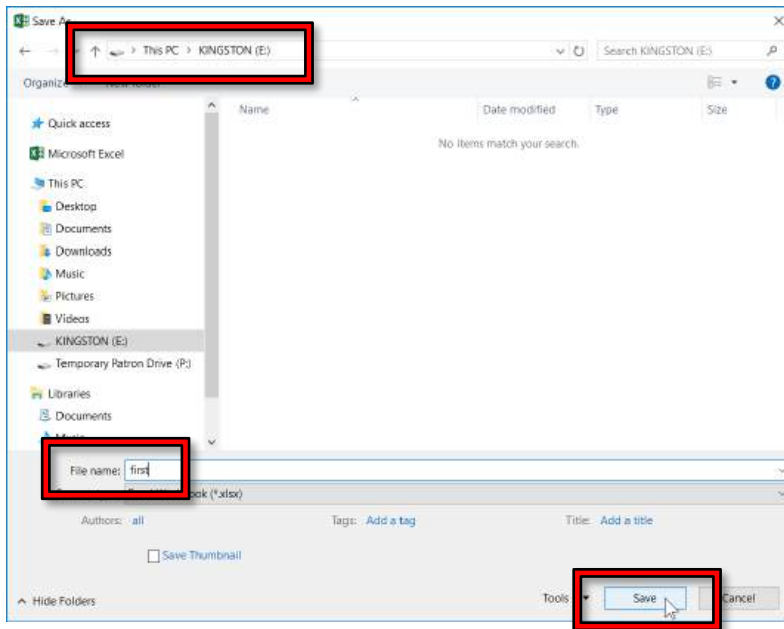 Save As
This PC > KINGSTON (E:)
Search KINGSTON (E:)
Organize New folder
Name Date modified Type Size
No items match your search.
Quick access
Microsoft Excel
This PC
Desktop
Documents
Downloads
Music
Pictures
Videos
KINGSTON (E:)
Temporary Patron Drive (P:)
Libraries
Documents
Music
File name: first
(*.xlsx)
Authors: all Tags: Add a tag Title: Add a title
Save Thumbnail
Hide Folders Tools Save Cancel